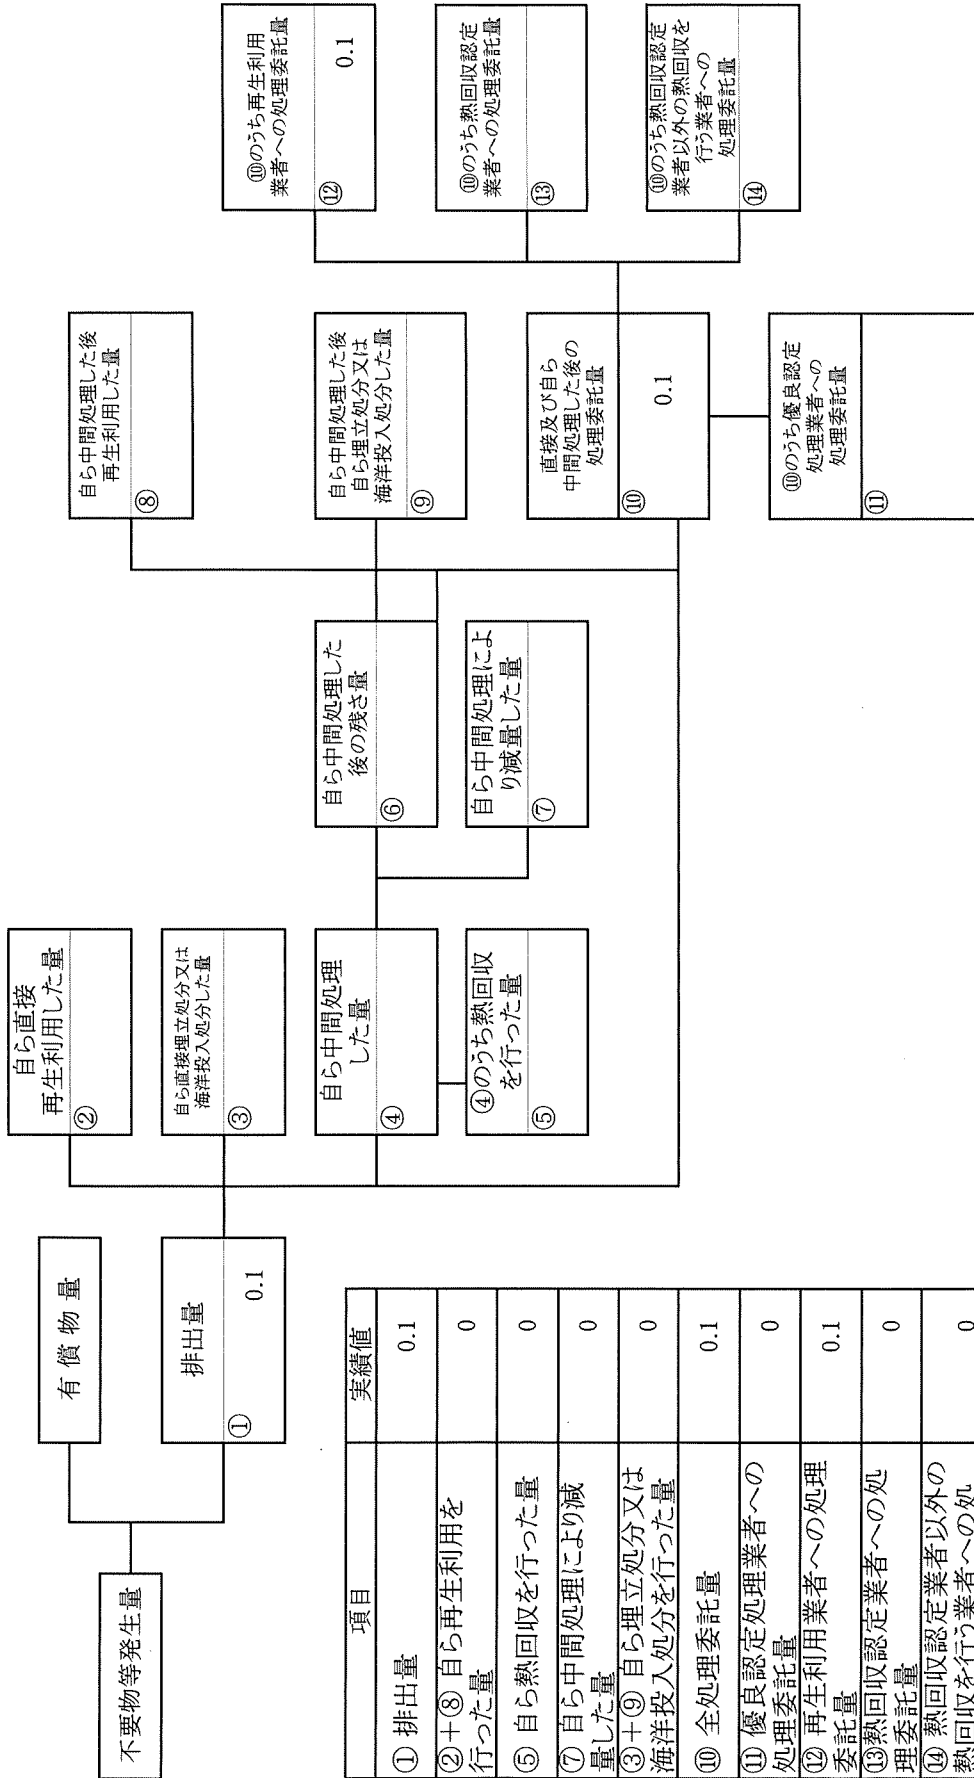 不要物等発生量
有 償 物 量
排出量
①
0.1
自ら直接
再生利用した量
②
自ら直接埋立処分又は
海洋投入処分した量
③
自ら中間処理
した量
④
④のうち熱回収
を行った量
⑤
自ら中間処理した
後の残さ量
⑥
自ら中間処理によ
り減量した量
⑦
自ら中間処理した後
再生利用した量
⑧
自ら中間処理した後
自ら埋立処分又は
海洋投入処分した量
⑨
直接及び自ら
中間処理した後の
処理委託量
⑩
0.1
⑩のうち優良認定
処理業者への
処理委託量
⑪
⑩のうち再生利用
業者への処理委託量
⑫
0.1
⑩のうち熱回収認定
業者への処理委託量
⑬
⑩のうち熱回収認定
業者以外の熱回収を
行う業者への
処理委託量
⑭
項目 実績値
① 排出量 0.1
②+⑧ 自ら再生利用を
行った量 0
⑤ 自ら熱回収を行った量 0
⑦ 自ら中間処理により減
量した量 0
③+⑨ 自ら埋立処分又は
海洋投入処分を行った量 0
⑩ 全処理委託量 0.1
⑪ 優良認定処理業者への
処理委託量 0
⑫ 再生利用業者への処理
委託量 0.1
⑬熱回収認定業者への処
理委託量 0
⑭ 熱回収認定業者以外の
熱回収を行う業者への処 0